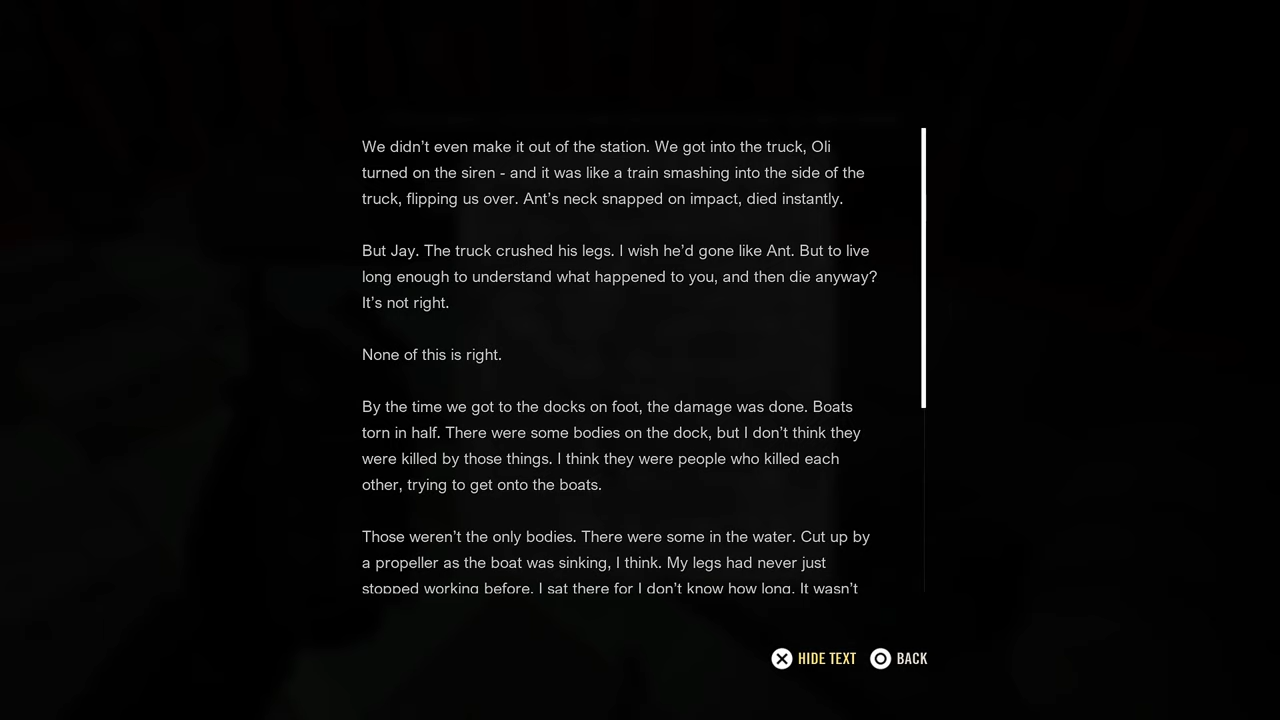 We didn't even make it out of the station. We got into the truck, Oli
turned on the siren - and it was like a train smashing into the side of the
truck, flipping us over. Ant's neck snapped on impact, died instantly.
But Jay. The truck crushed his legs. I wish he'd gone like Ant. But to live
long enough to understand what happened to you, and then die anyway?
It's not right.
None of this is right.
By the time we got to the docks on foot, the damage was done. Boats
torn in half. There were some bodies on the dock, but I don't think they
were killed by those things. I think they were people who killed each
other, trying to get onto the boats.
Those weren't the only bodies. There were some in the water. Cut up by
a propeller as the boat was sinking, I think. My legs had never just
stopped working before. I sat there for I don't know how long. It wasn't
HIDE TEXT BACK